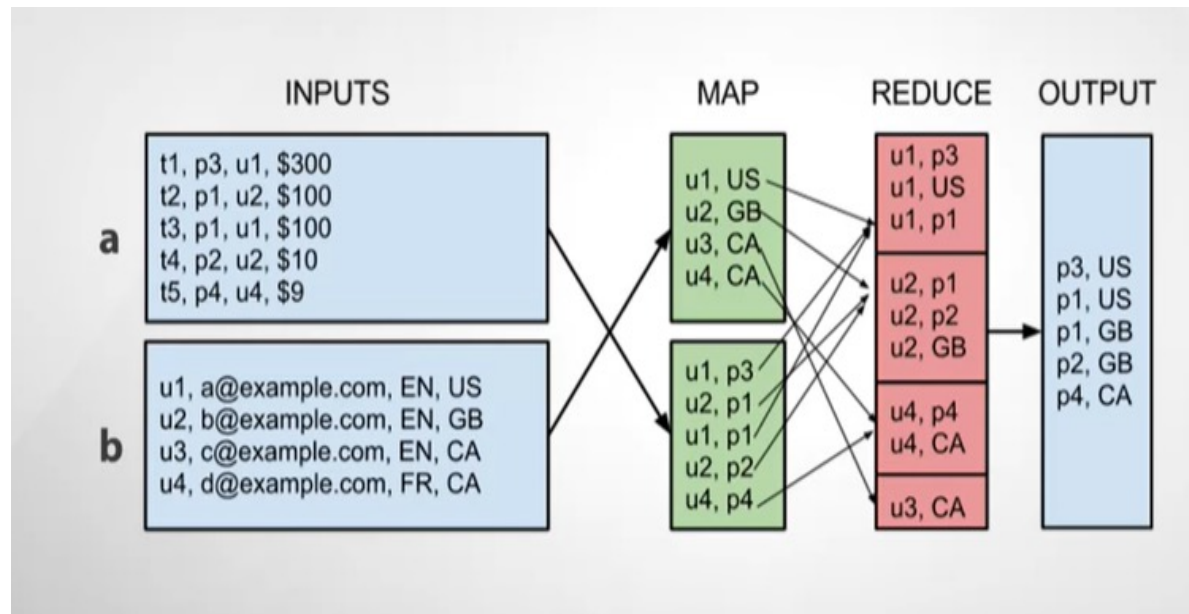 INPUTS
MAP
REDUCE
OUTPUT
a
t1, p3, u1, $300
t2, p1, u2, $100
t3, p1, u1, $100
t4, p2, u2, $10
t5, p4, u4, $9
b
u1, a@example.com, EN, US
u2, b@example.com, EN, GB
u3, c@example.com, EN, CA
u4, d@example.com, FR, CA
u1, US
u2, GB
u3, CA
u4, CA
u1, p3
u2, p1
u1, p1
u2, p2
u4, p4
u1, p3
u1, US
u1, p1
u2, p1
u2, p2
u2, GB
u4, p4
u4, CA
u3, CA
p3, US
p1, US
p1, GB
p2, GB
p4, CA